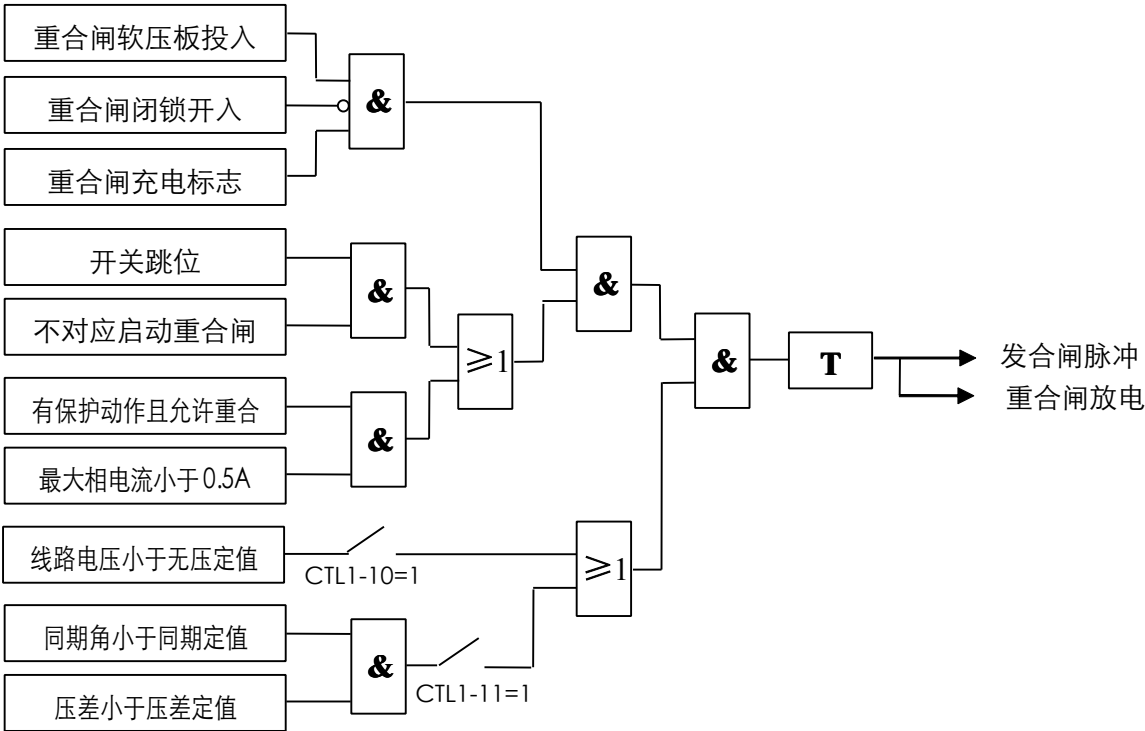 重合闸软压板投入
&
重合闸闭锁开入
重合闸充电标志
开关跳位
&
不对应启动重合闸
&
≥1
&
T
发合闸脉冲
重合闸放电
有保护动作且允许重合
&
最大相电流小于0.5A
线路电压小于无压定值
CTL1-10=1
≥1
同期角小于同期定值
&
CTL1-11=1
压差小于压差定值